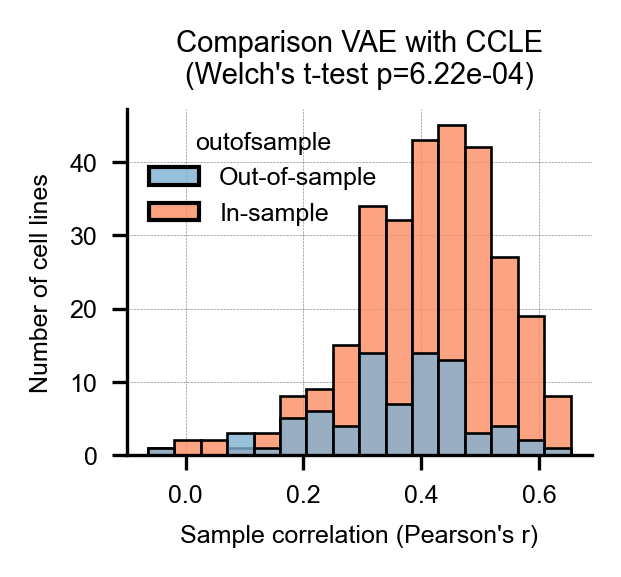 Comparison VAE with CCLE
(Welch's t-test p=6.22e-04)
outofsample
Out-of-sample
In-sample
Number of cell lines
40
30
20
10
0
0.0 0.2 0.4 0.6
Sample correlation (Pearson's r)